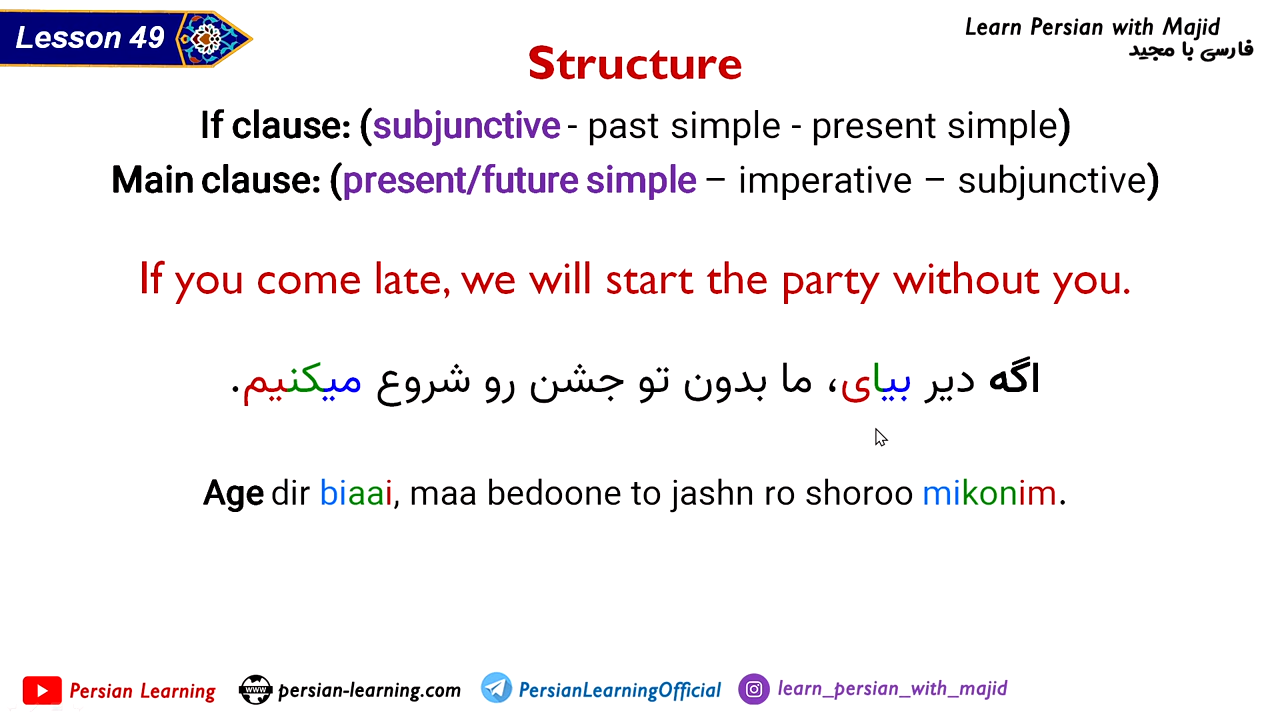 Lesson 49
Learn Persian with Majid
فارسی با مجید
Structure
If clause: (subjunctive - past simple - present simple)
Main clause: (present/future simple – imperative – subjunctive)
If you come late, we will start the party without you.
اگه دیر بیای، ما بدون تو جشن رو شروع میکنیم.
Age dir biaai, maa bedoone to jashn ro shoroo mikonim.
Persian Learning www persian-learning.com PersianLearningOfficial learn_persian_with_majid